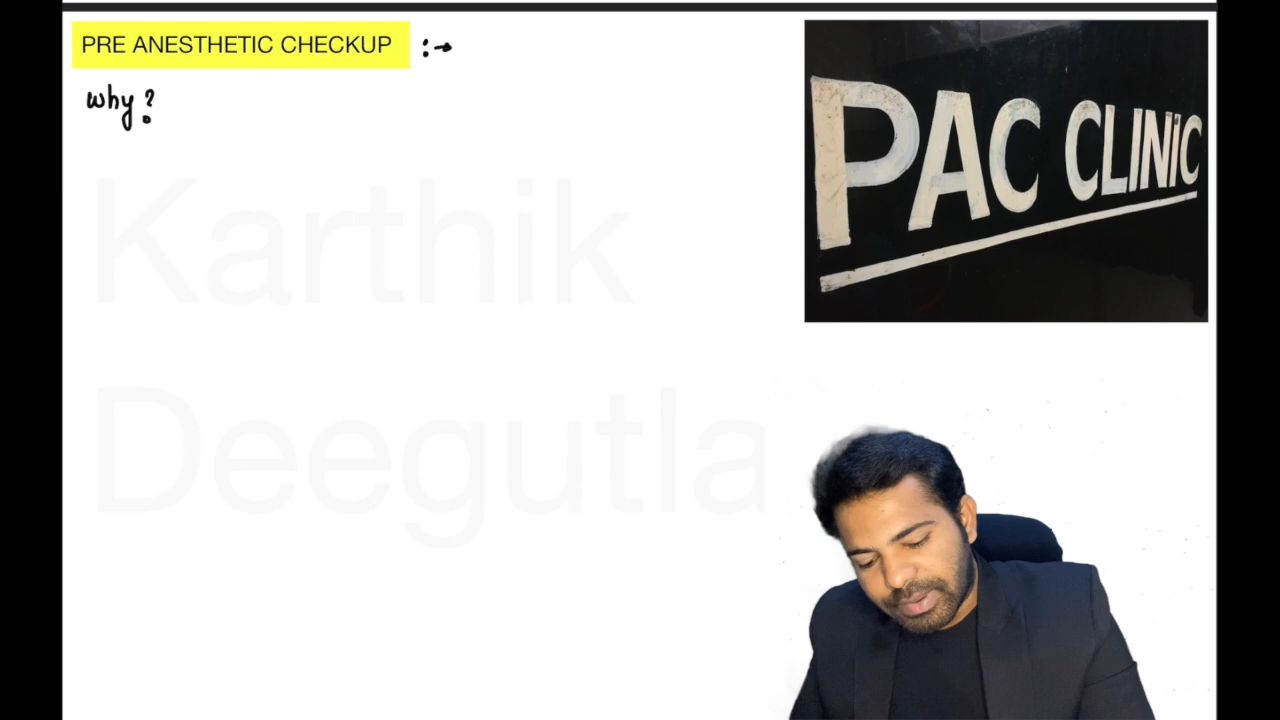 PRE ANESTHETIC CHECKUP :→
why?
PAC CLINIC
Karthik
Deegutla